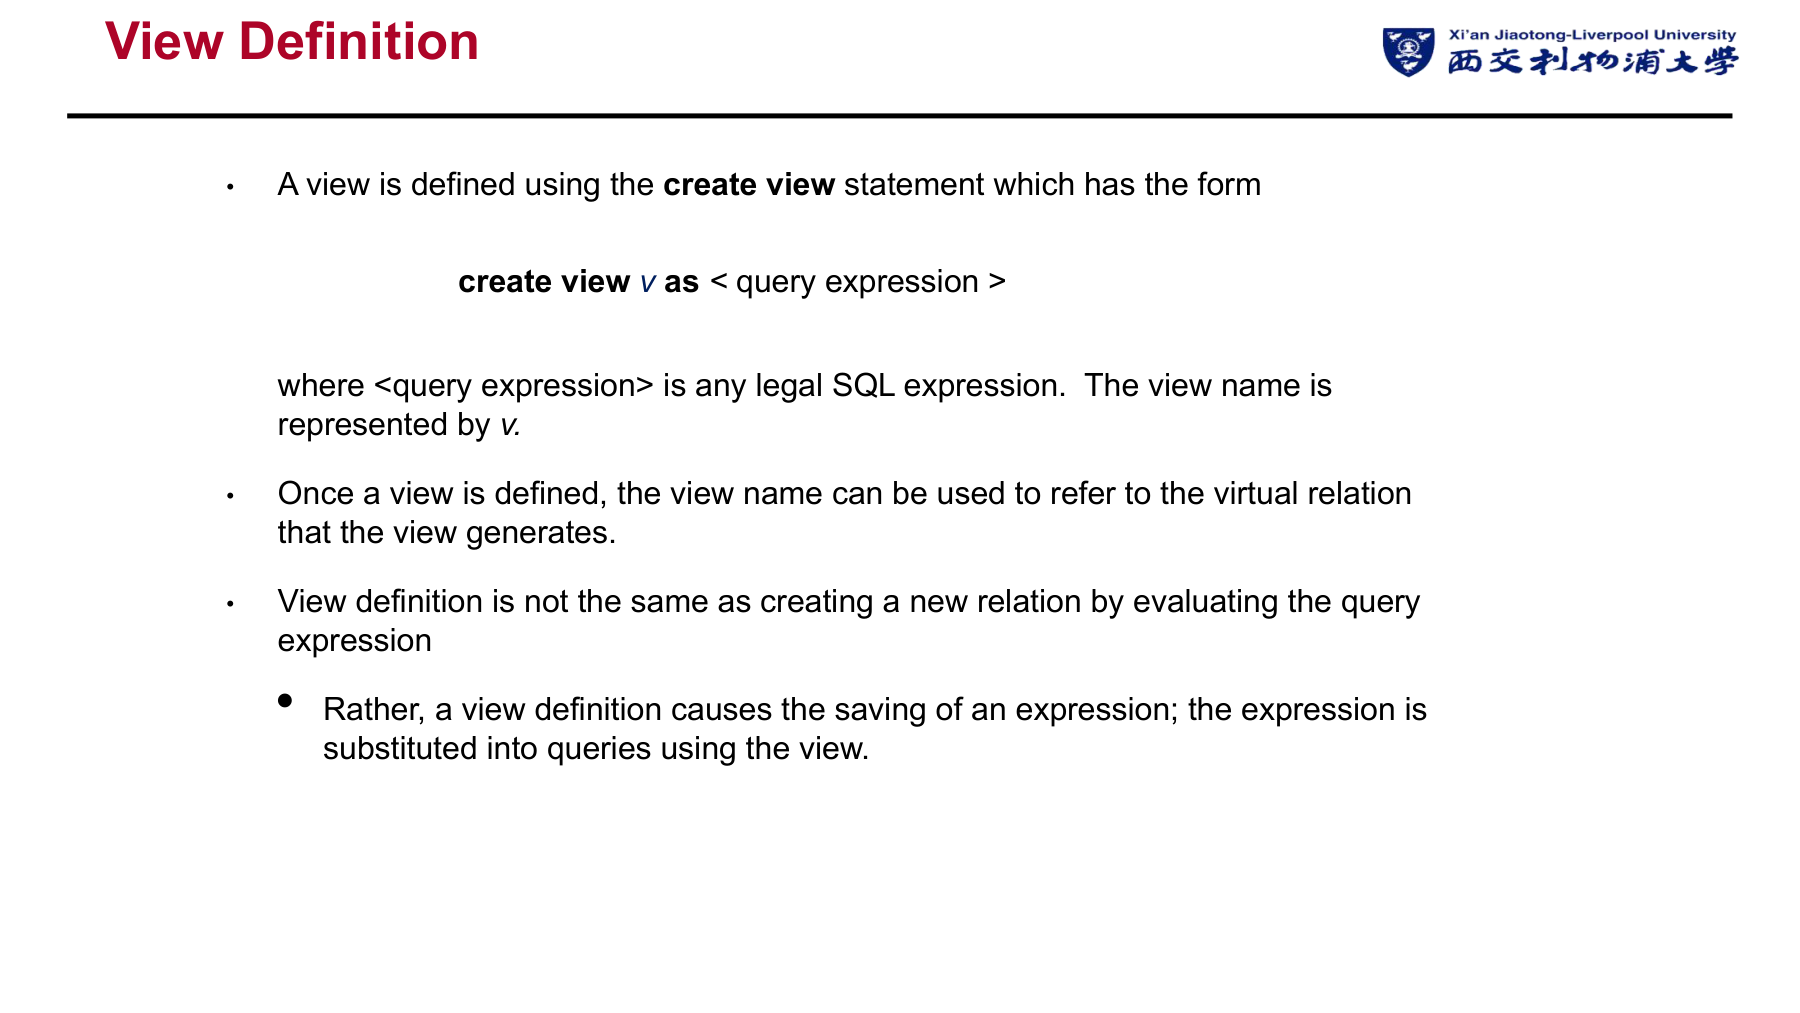 View Definition
Xi'an Jiaotong-Liverpool University
西交利物浦大學
• A view is defined using the create view statement which has the form
create view v as < query expression >
where <query expression> is any legal SQL expression.  The view name is
represented by v.
• Once a view is defined, the view name can be used to refer to the virtual relation
that the view generates.
• View definition is not the same as creating a new relation by evaluating the query
expression
• Rather, a view definition causes the saving of an expression; the expression is
substituted into queries using the view.